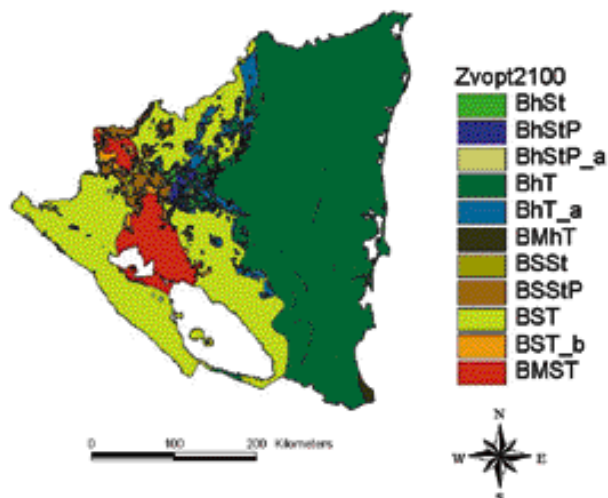 Zvopt2100
BhSt
BhStP
BhStP_a
BhT
BhT_a
BMhT
BSSt
BSStP
BST
BST_b
BMST
0 100 200 Kilometers
N
W E
S